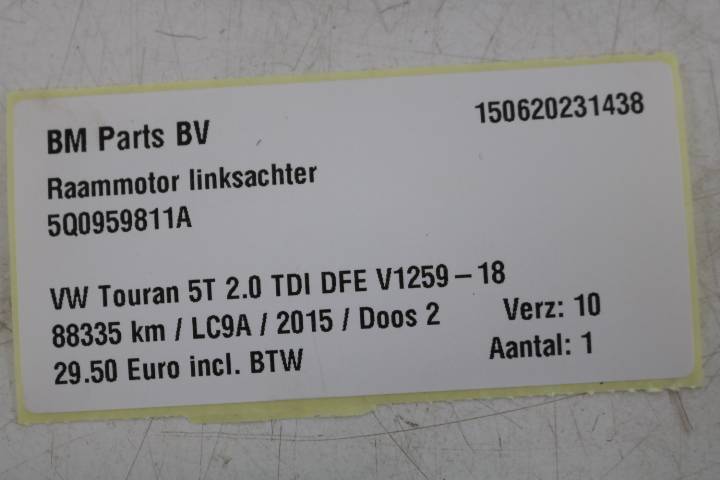 BM Parts BV
150620231438
Raammotor linksachter
5Q0959811A
VW Touran 5T 2.0 TDI DFE V1259 – 18
88335 km / LC9A / 2015 / Doos 2
Verz: 10
29.50 Euro incl. BTW
Aantal: 1